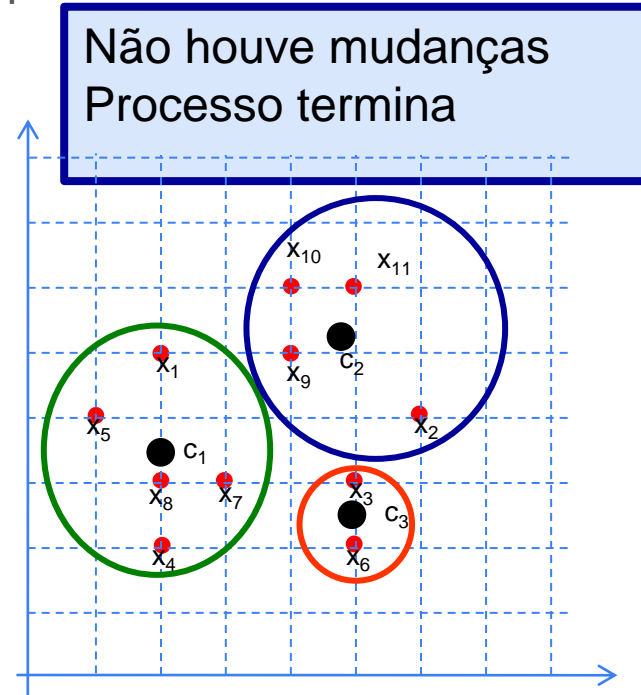 Não houve mudanças
Processo termina
x10 x11
x1 x9 c2
x5 c1 x2
x8 x7 x3 c3
x4 x6